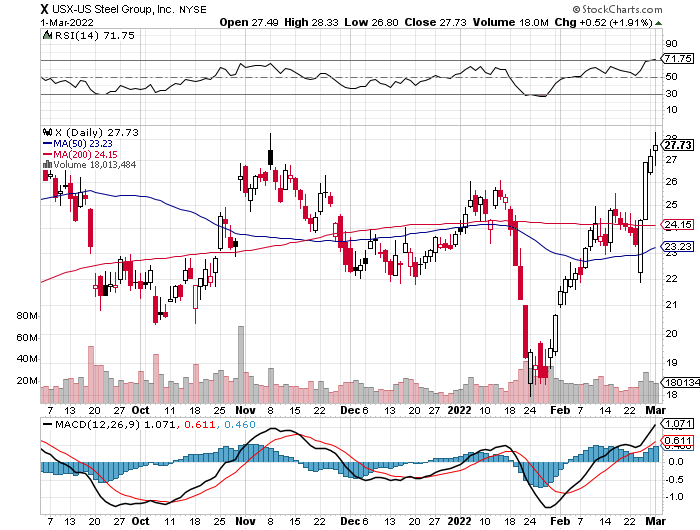 X USX-US Steel Group, Inc. NYSE © StockCharts.com
1-Mar-2022 Open 27.49 High 28.33 Low 26.80 Close 27.73 Volume 18.0M Chg +0.52 (+1.91%)
RSI(14) 71.75
90
71.75
50
30
10
X (Daily) 27.73
MA(50) 23.23
MA(200) 24.15
Volume 18,013,484
28
27.73
27
26
25
24.15
23.23
22
21
20
19
18
80M
60M
40M
20M
180134
7 13 20 27 Oct 11 18 25 Nov 8 15 22 Dec 6 13 20 27 2022 10 18 24 Feb 7 14 22 Mar
MACD(12,26,9) 1.071, 0.611, 0.460
1.071
0.611
0.0
-0.5
-1.0
7 13 20 27 Oct 11 18 25 Nov 8 15 22 Dec 6 13 20 27 2022 10 18 24 Feb 7 14 22 Mar